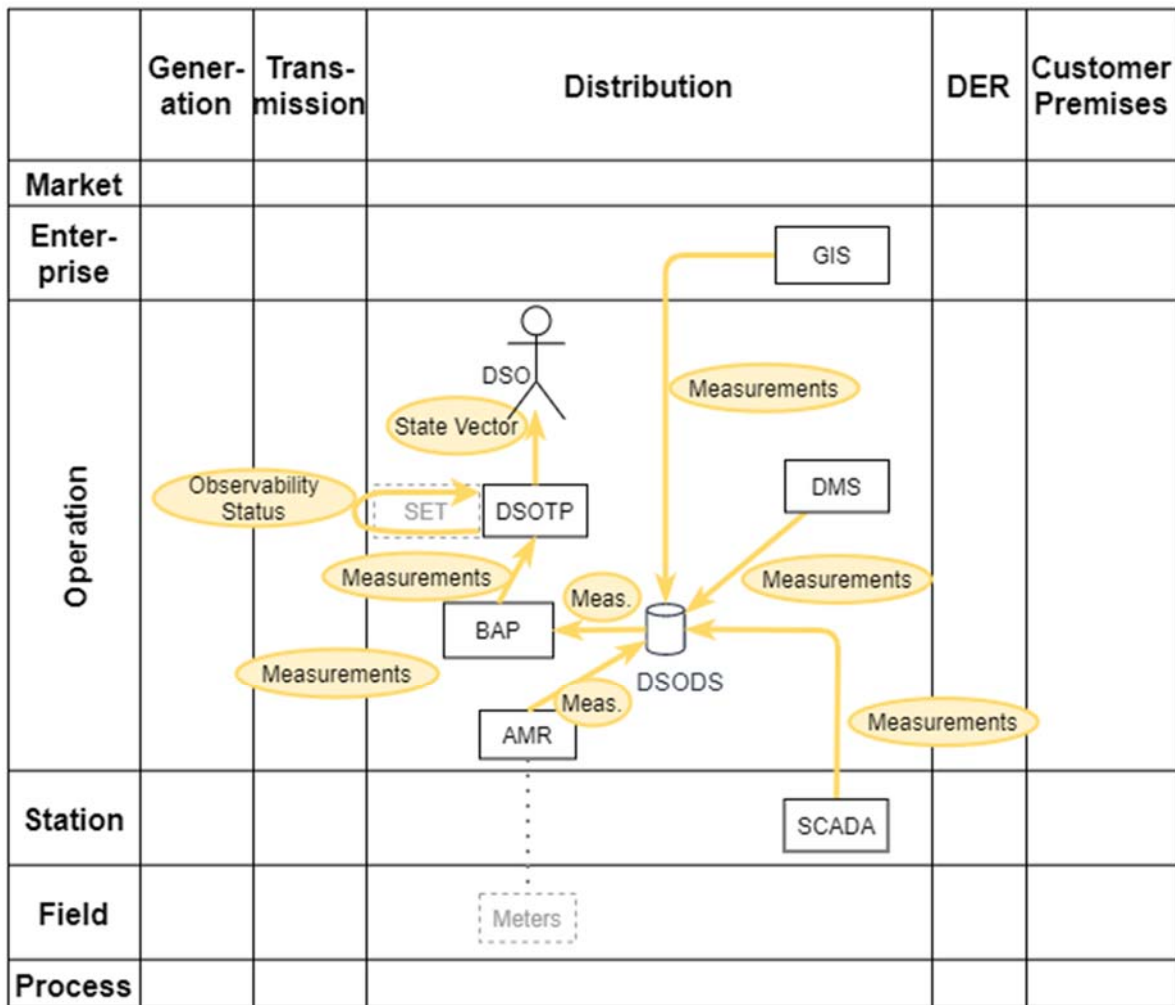 Gener-
ation
Trans-
mission
Distribution
DER
Customer
Premises
Market
Enter-
prise
GIS
Operation
DSO
Measurements
State Vector
Observability
Status
SET
DSOTP
DMS
Measurements
Measurements
Meas.
BAP
Measurements
DSODS
Meas.
AMR
Measurements
Station
SCADA
Field
Meters
Process